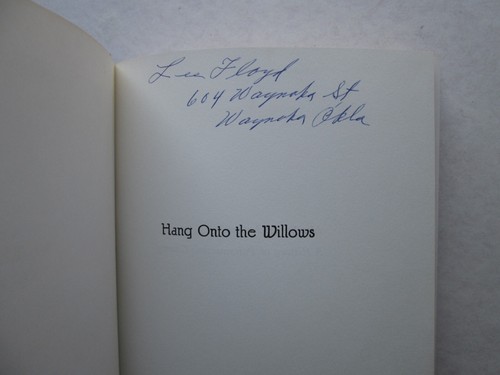 Lee Floyd
604 Waynoka St
Waynoka Okla
Hang Onto the Willows